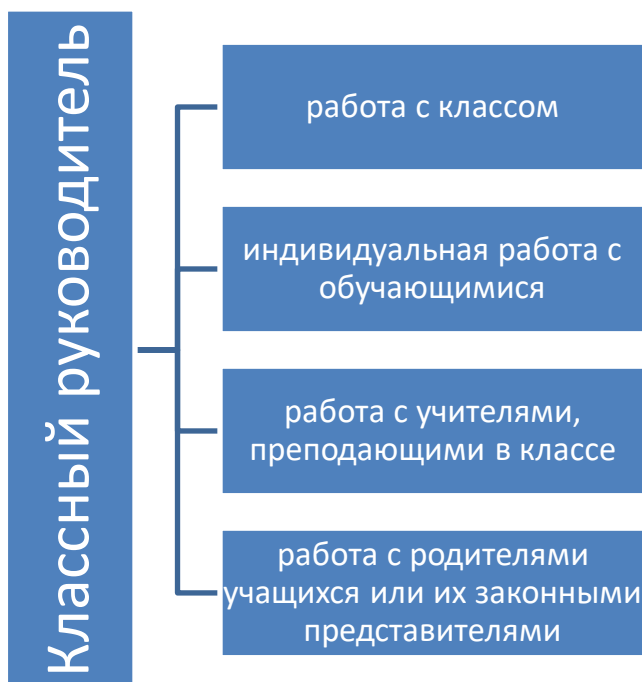 Классный руководитель
работа с классом
индивидуальная работа с
обучающимися
работа с учителями,
преподающими в классе
работа с родителями
учащихся или их законными
представителями